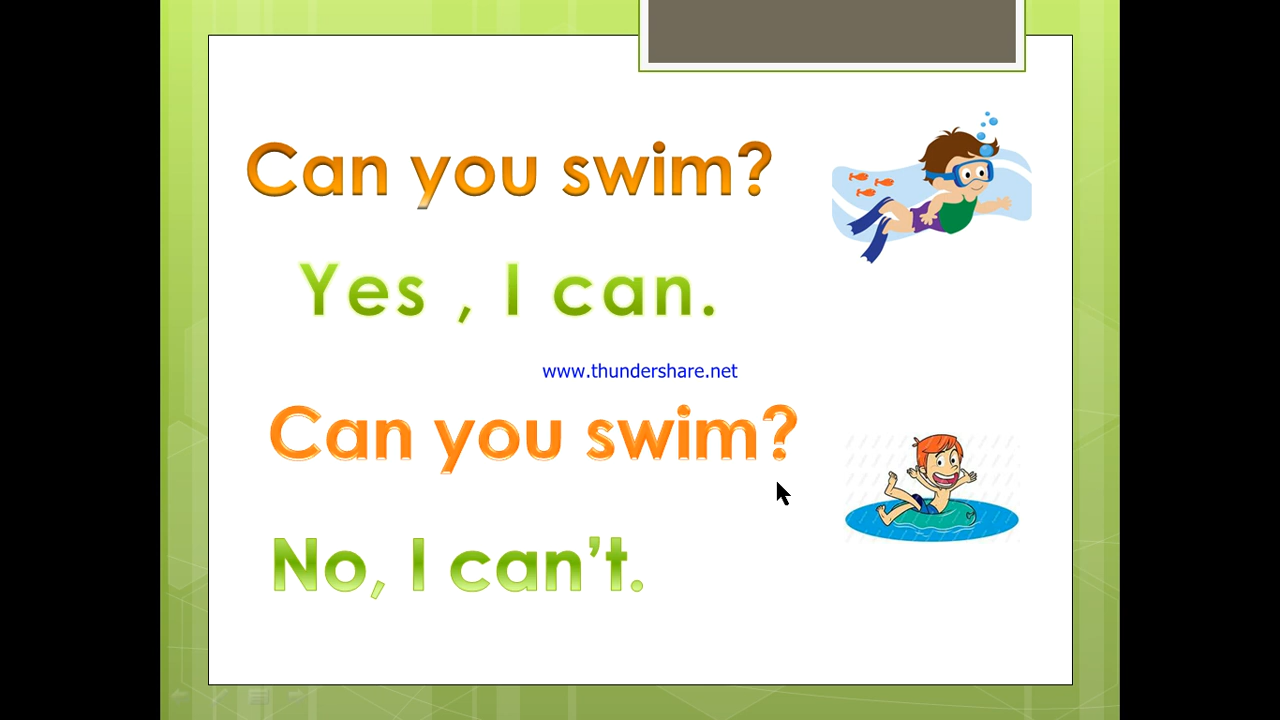 Can you swim?
Yes , I can.
www.thundershare.net
Can you swim?
No, I can’t.